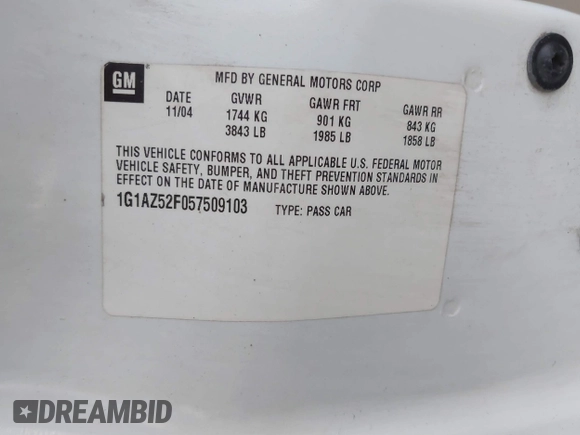 GM
MFD BY GENERAL MOTORS CORP
DATE GVWR GAWR FRT GAWR RR
11/04 1744 KG 901 KG 843 KG
3843 LB 1985 LB 1858 LB
THIS VEHICLE CONFORMS TO ALL APPLICABLE U.S. FEDERAL MOTOR
VEHICLE SAFETY, BUMPER, AND THEFT PREVENTION STANDARDS IN
EFFECT ON THE DATE OF MANUFACTURE SHOWN ABOVE.
1G1AZ52F057509103 TYPE: PASS CAR
DREAMBID